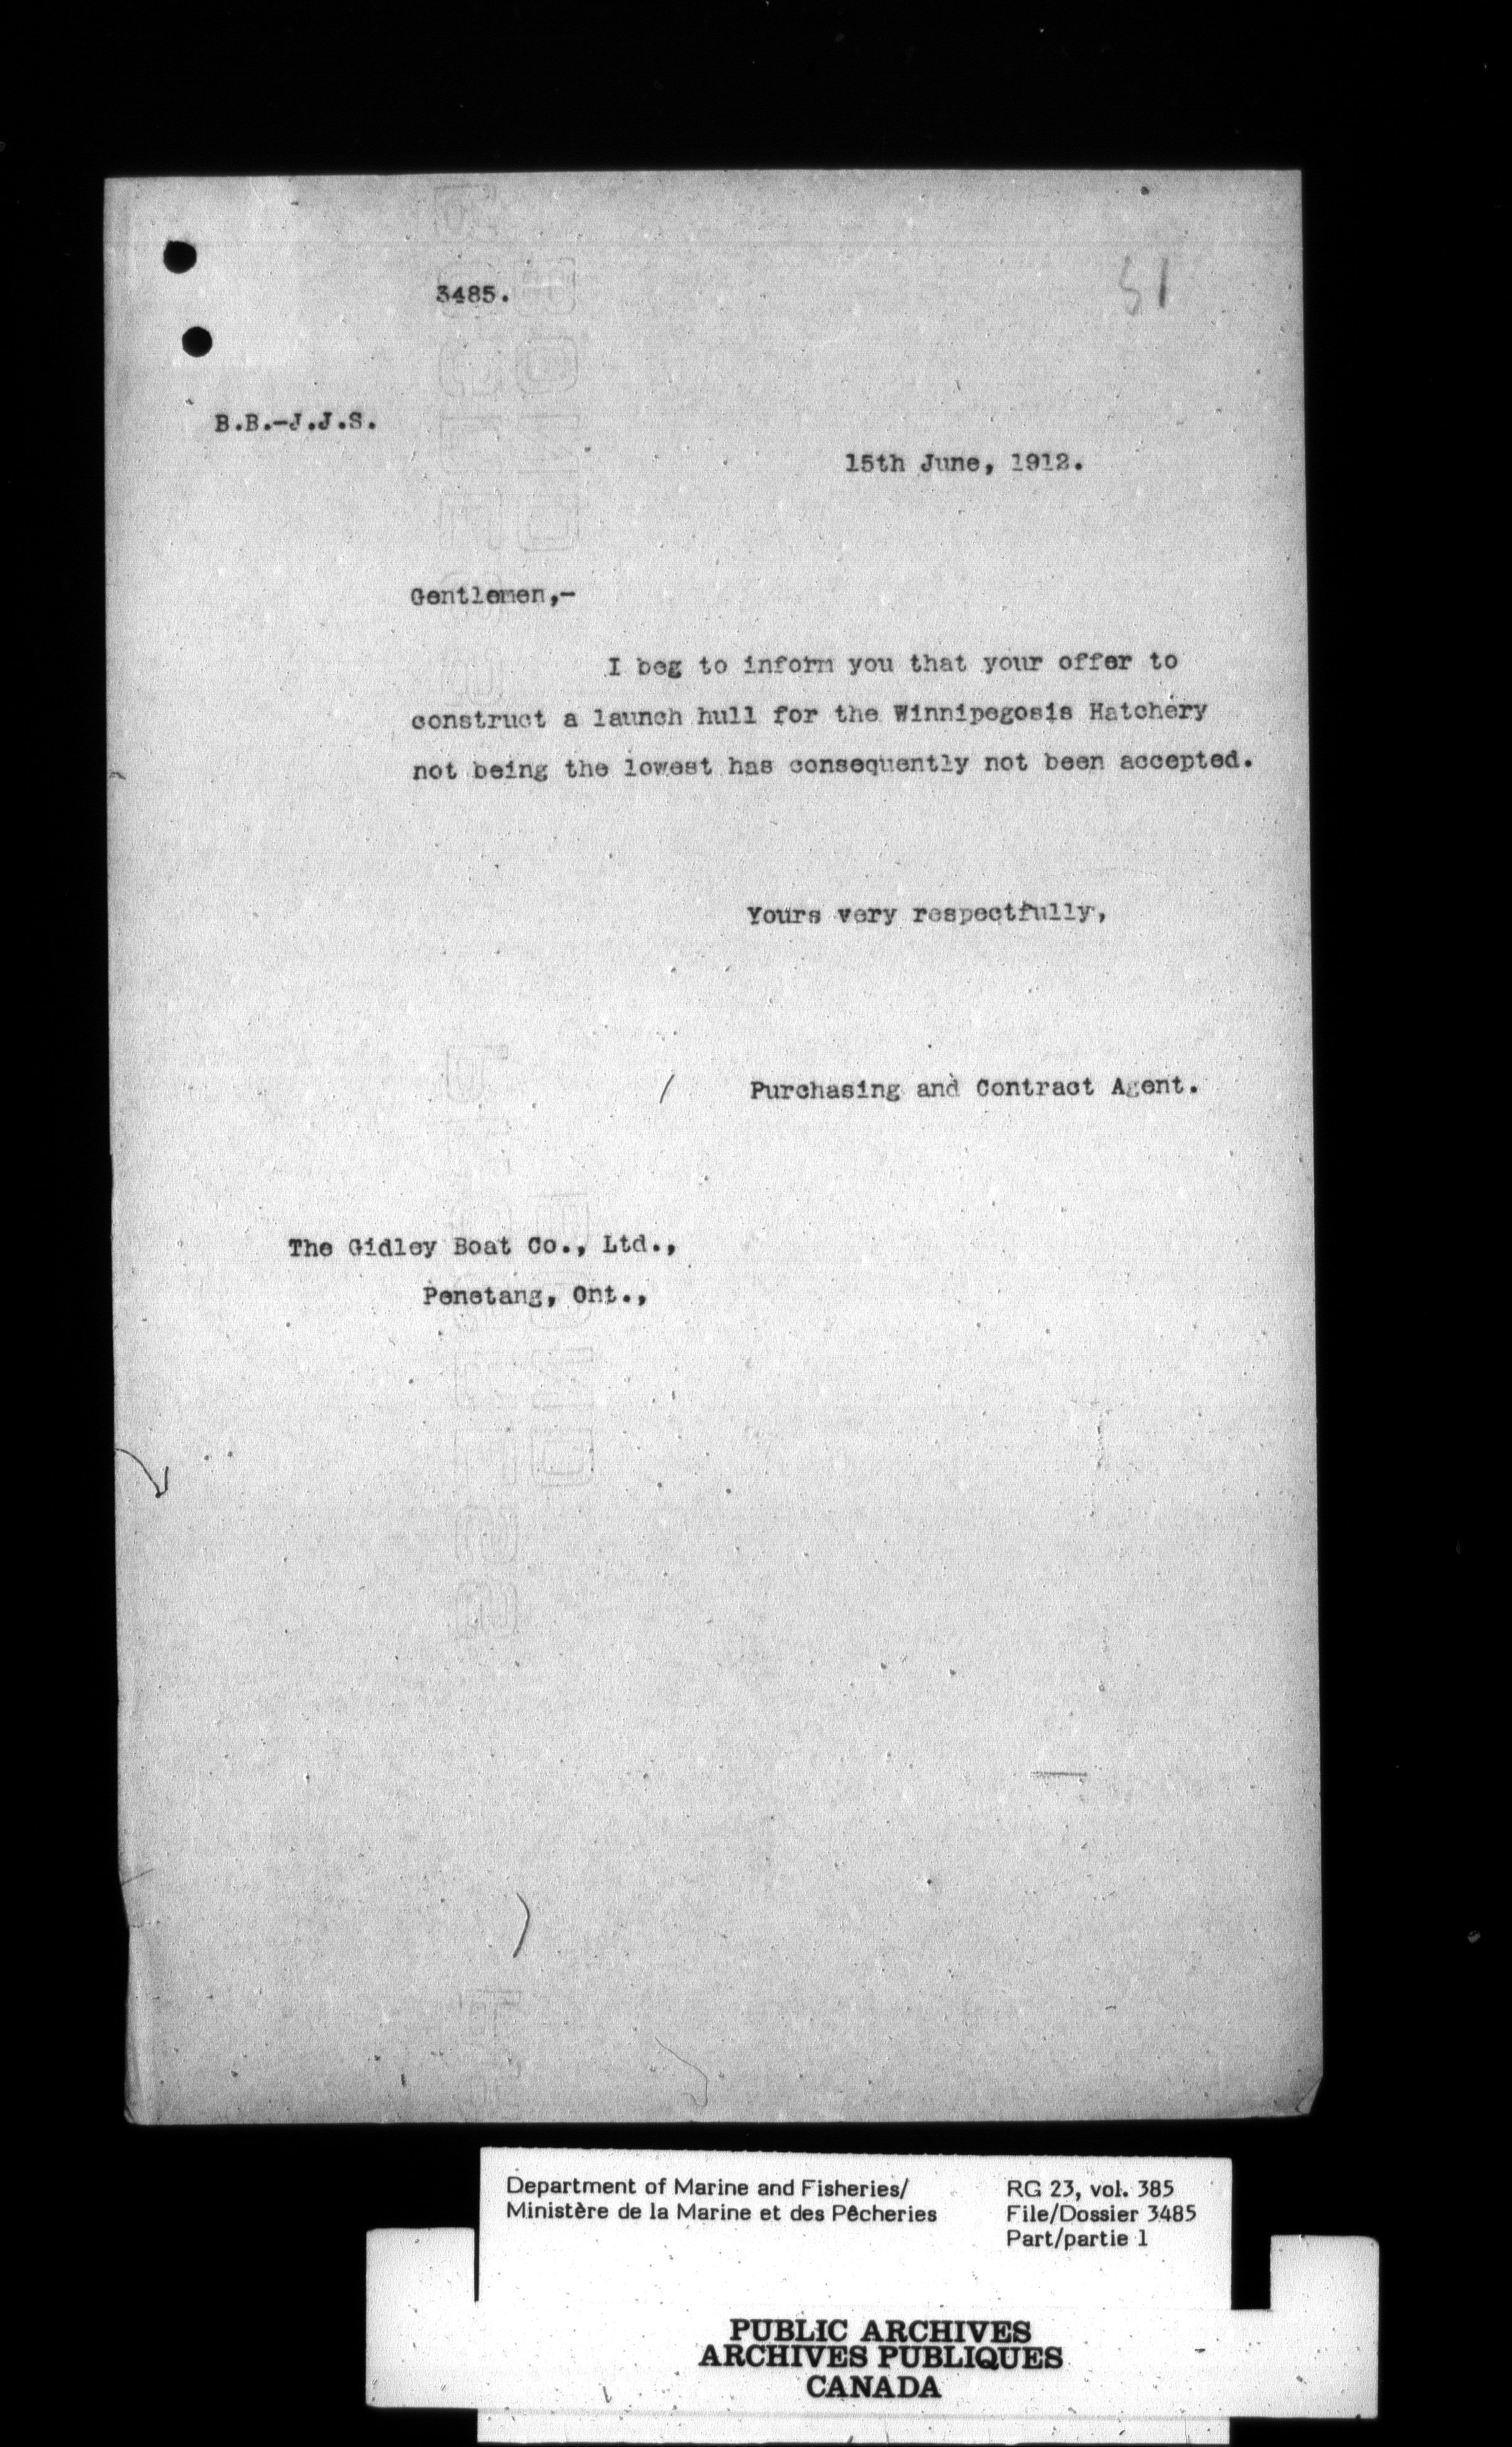 51
3485.
B.B.-J.J.S.
15th June, 1912.
Gentlemen,-
I beg to inform you that your offer to
construct a launch hull for the Winnipegosis Hatchery
not being the lowest has consequently not been accepted.
Yours very respectfully,
Purchasing and Contract Agent.
The Gidley Boat Co., Ltd.,
Penetang, Ont.,
Department of Marine and Fisheries/
Ministère de la Marine et des Pêcheries
RG 23, vol. 385
File/Dossier 3485
Part/partie 1
PUBLIC ARCHIVES
ARCHIVES PUBLIQUES
CANADA